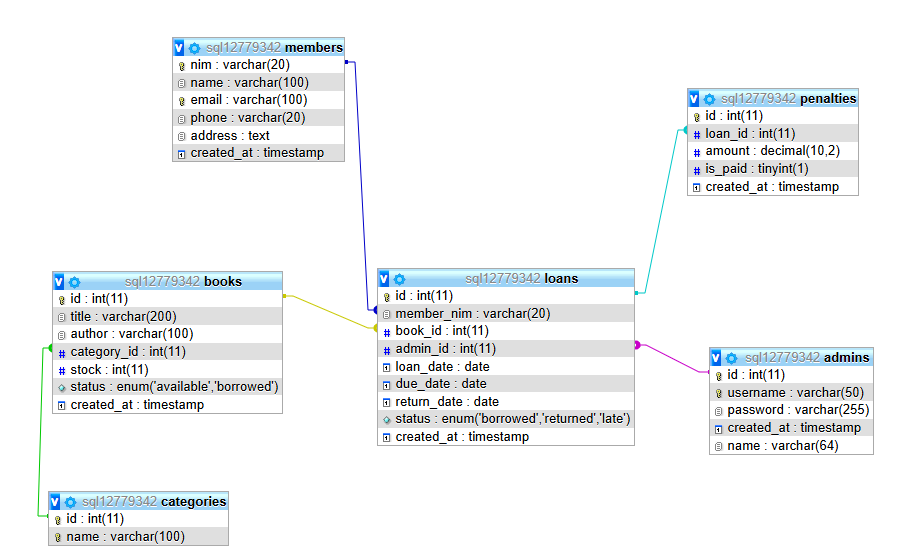 sql12779342 members
nim : varchar(20)
name : varchar(100)
email : varchar(100)
phone : varchar(20)
address : text
created_at : timestamp
sql12779342 penalties
id : int(11)
loan_id : int(11)
amount : decimal(10,2)
is_paid : tinyint(1)
created_at : timestamp
sql12779342 books
id : int(11)
title : varchar(200)
author : varchar(100)
category_id : int(11)
stock : int(11)
status : enum('available','borrowed')
created_at : timestamp
sql12779342 loans
id : int(11)
member_nim : varchar(20)
book_id : int(11)
admin_id : int(11)
loan_date : date
due_date : date
return_date : date
status : enum('borrowed','returned','late')
created_at : timestamp
sql12779342 admins
id : int(11)
username : varchar(50)
password : varchar(255)
created_at : timestamp
name : varchar(64)
sql12779342 categories
id : int(11)
name : varchar(100)